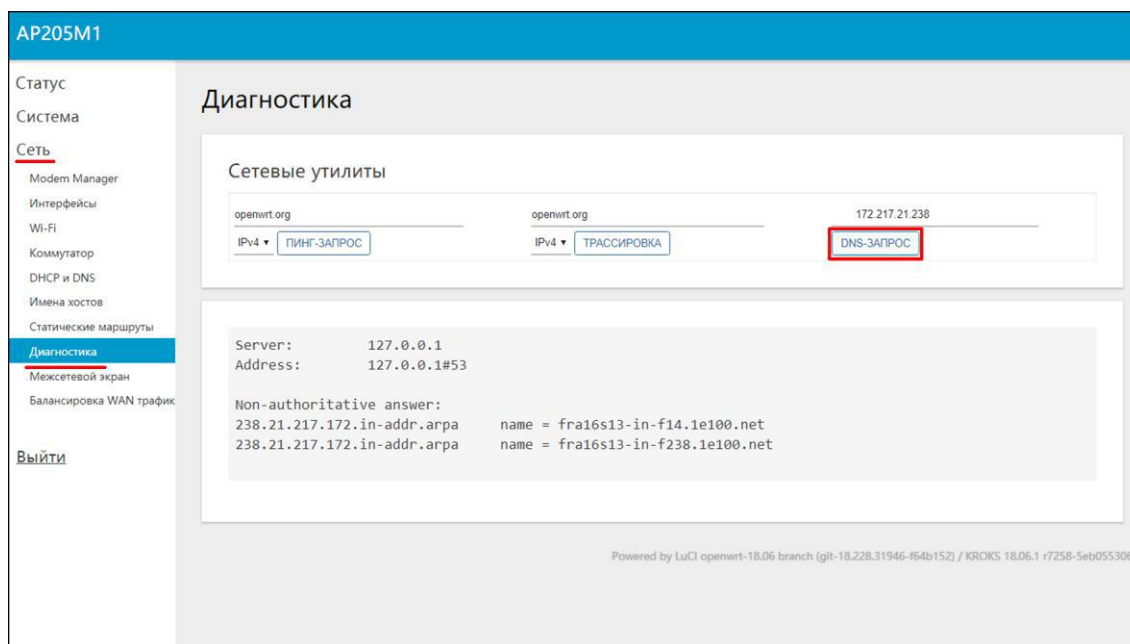 AP205M1
Статус
Система
Сеть
Modem Manager
Интерфейсы
Wi-Fi
Коммутатор
DHCP и DNS
Имена хостов
Статические маршруты
Диагностика
Межсетевой экран
Балансировка WAN трафик
Выйти
Диагностика
Сетевые утилиты
openwrt.org openwrt.org 172.217.21.238
IPv4 ▾ ПИНГ-ЗАПРОС IPv4 ▾ ТРАССИРОВКА DNS-ЗАПРОС
Server: 127.0.0.1
Address: 127.0.0.1#53
Non-authoritative answer:
238.21.217.172.in-addr.arpa name = fra16s13-in-f14.1e100.net
238.21.217.172.in-addr.arpa name = fra16s13-in-f238.1e100.net
Powered by LuCI openwrt-18.06 branch (git-18.228.31946-f64b152) / KROKS 18.06.1 r7258-5eb055306